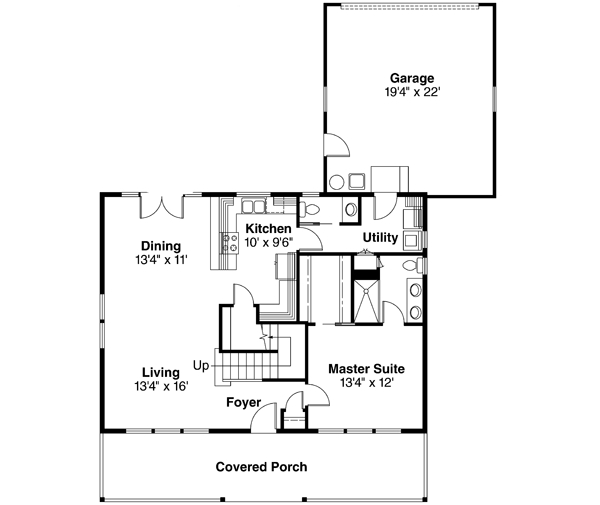 Garage
19'4" x 22'
Kitchen
10' x 9'6"
Utility
Dining
13'4" x 11'
Living
13'4" x 16'
Up
Master Suite
13'4" x 12'
Foyer
Covered Porch